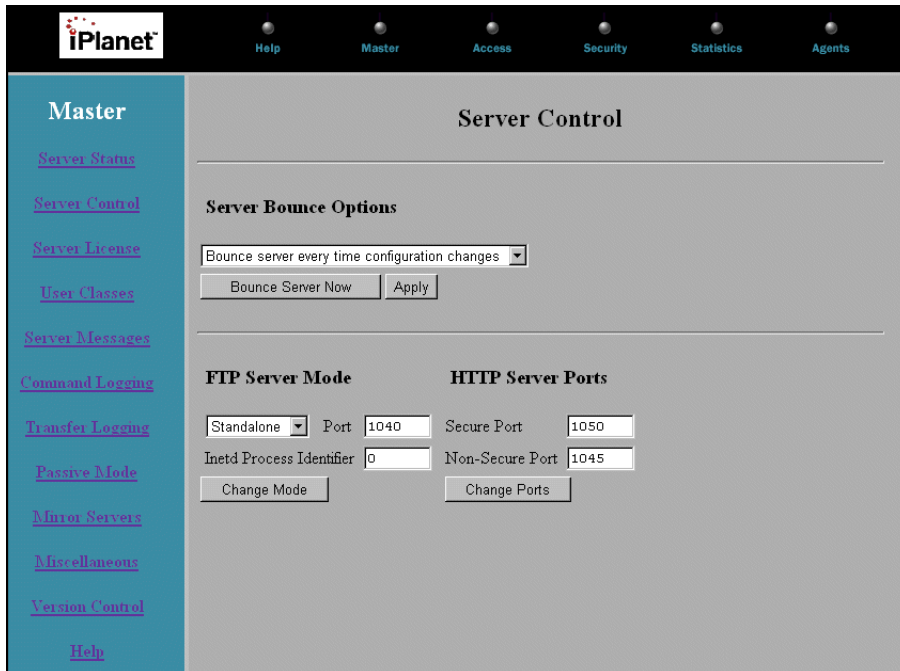 iPlanet™
Help
Master
Access
Security
Statistics
Agents
Master
Server Status
Server Control
Server License
User Classes
Server Messages
Command Logging
Transfer Logging
Passive Mode
Mirror Servers
Miscellaneous
Version Control
Help
Server Control
Server Bounce Options
Bounce server every time configuration changes
Bounce Server Now Apply
FTP Server Mode HTTP Server Ports
Standalone Port 1040 Secure Port 1050
Inetd Process Identifier 0 Non-Secure Port 1045
Change Mode Change Ports